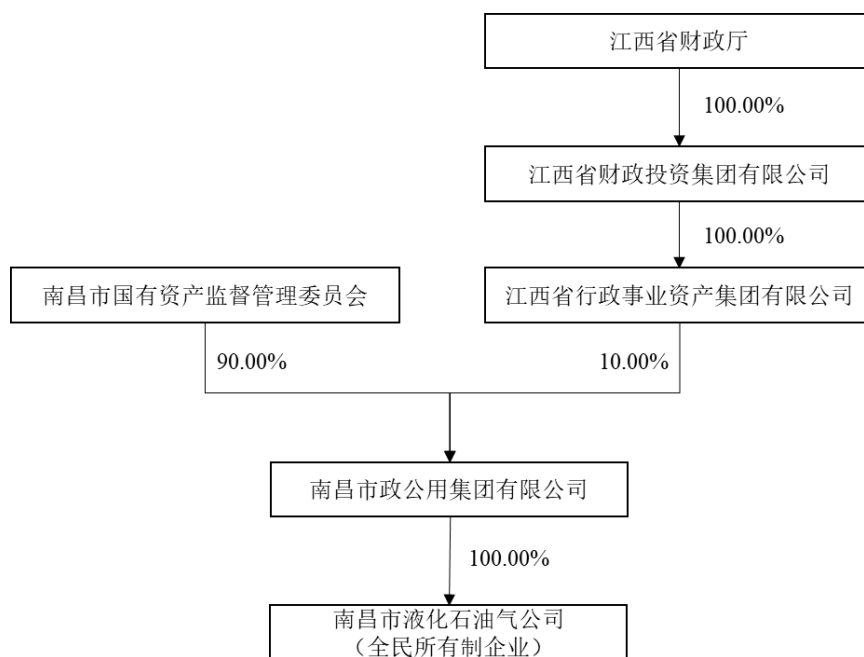 江西省财政厅
100.00%
江西省财政投资集团有限公司
100.00%
南昌市国有资产监督管理委员会
江西省行政事业资产集团有限公司
90.00%
10.00%
南昌市政公用集团有限公司
100.00%
南昌市液化石油气公司
（全民所有制企业）